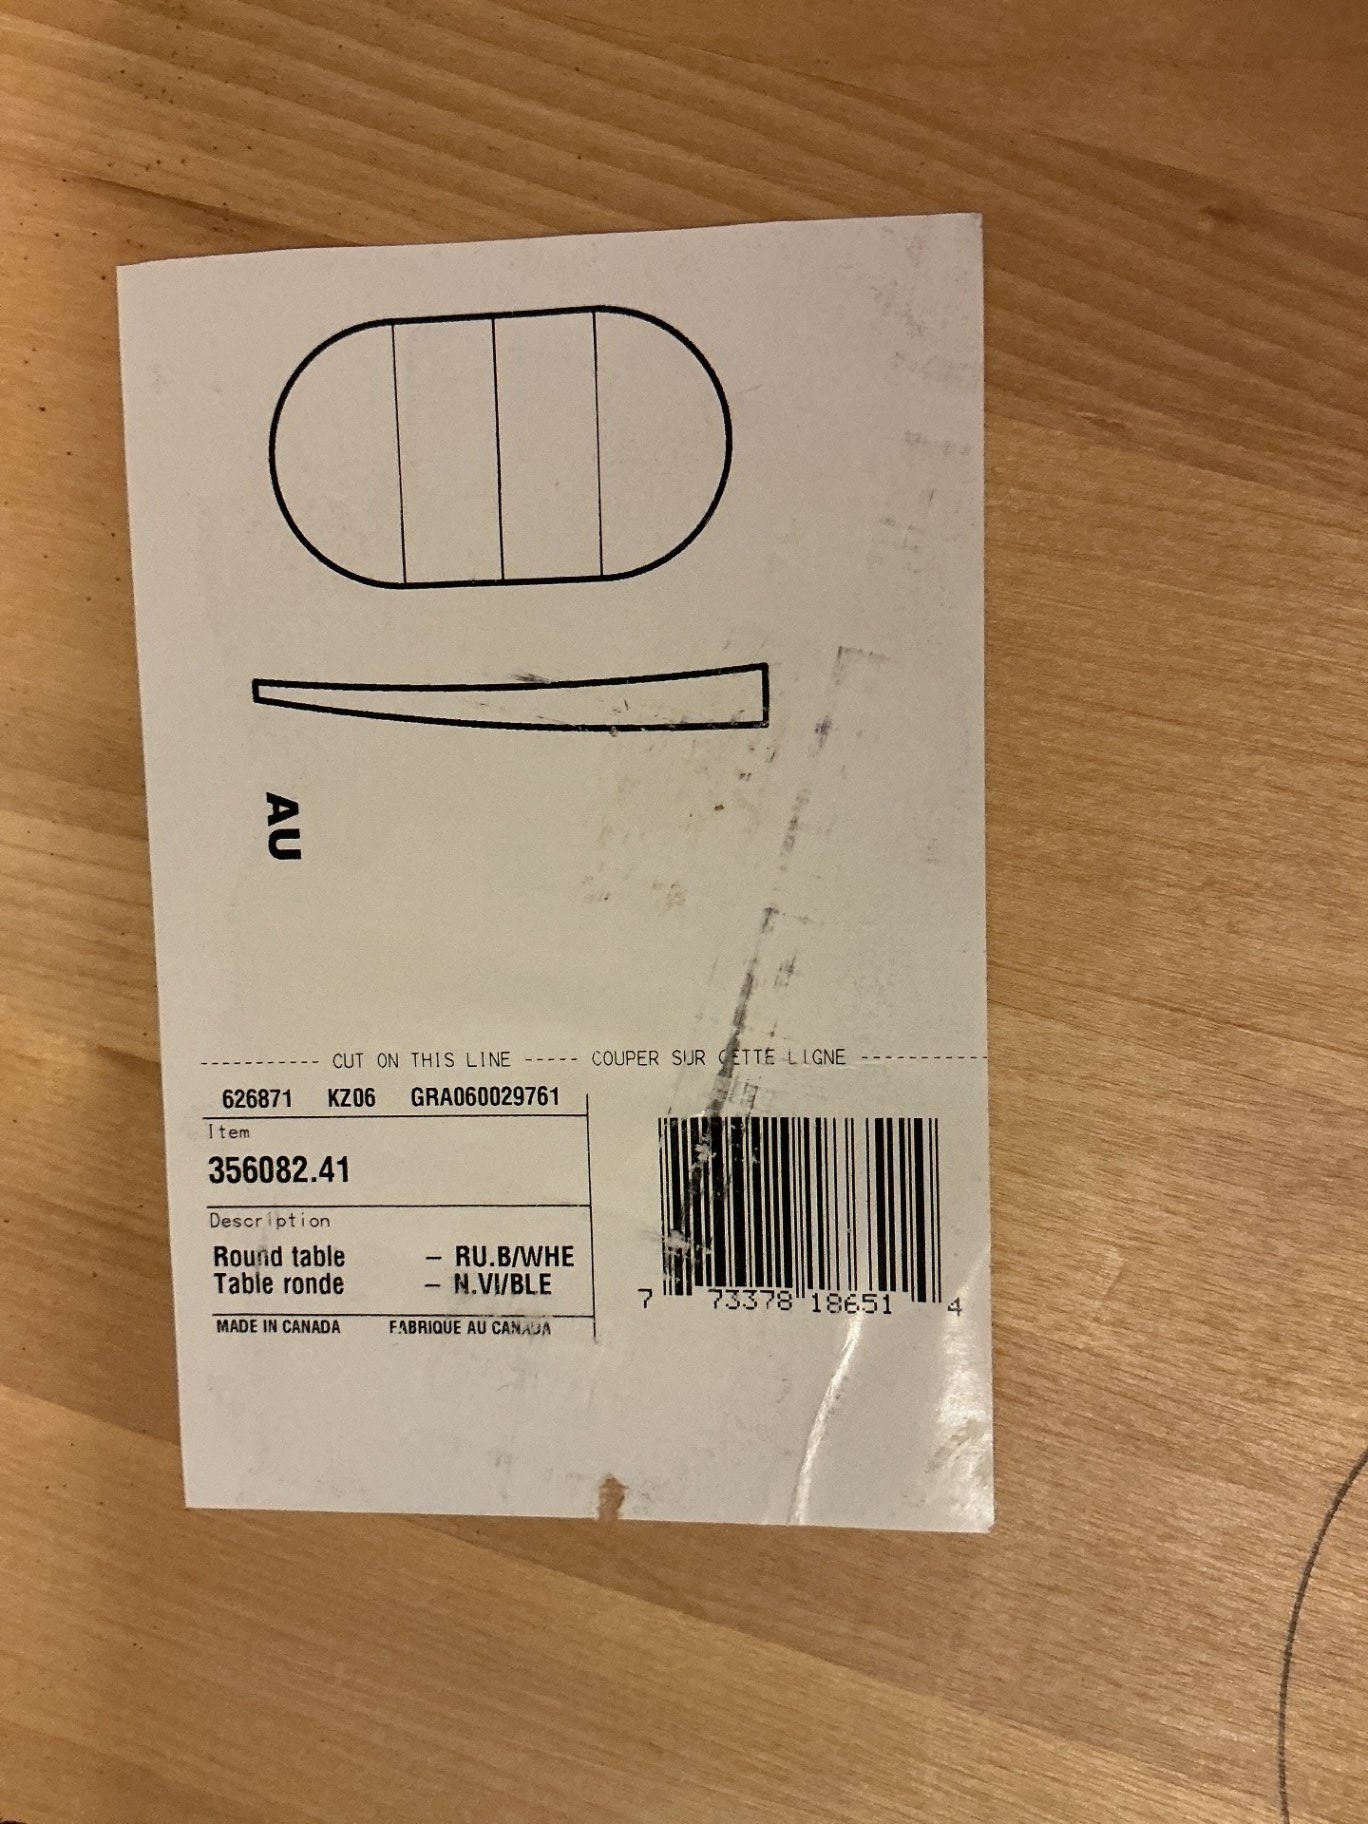 AU
----------- CUT ON THIS LINE ----- COUPER SUR CETTE LIGNE ------------
626871 KZ06 GRA060029761
Item
356082.41
Description
Round table – RU.B/WHE
Table ronde – N.VI/BLE
MADE IN CANADA FABRIQUE AU CANADA
7 73378 18651 4